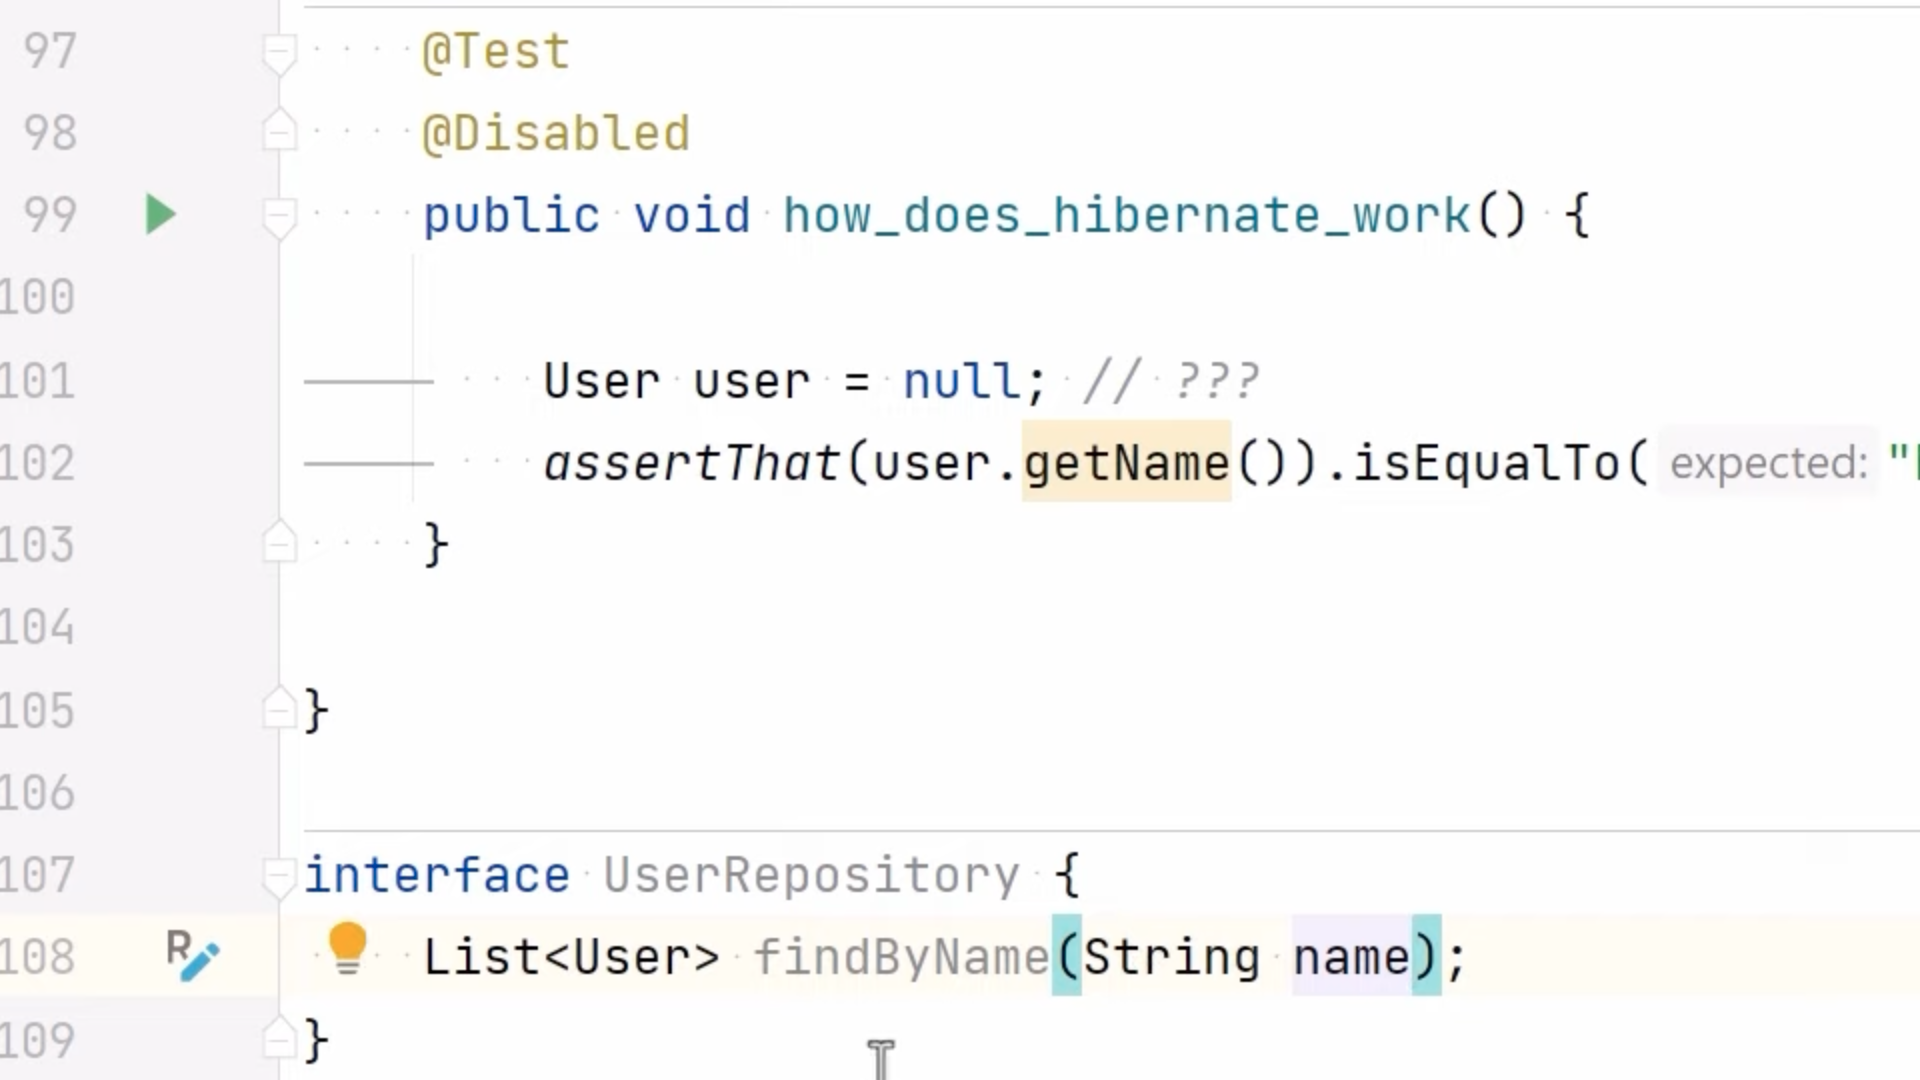 97 @Test
98 @Disabled
99 public void how_does_hibernate_work() {
100
101 User user = null; // ???
102 assertThat(user.getName()).isEqualTo( expected: "
103 }
104
105 }
106
107 interface UserRepository {
108 R List<User> findByName(String name);
109 }